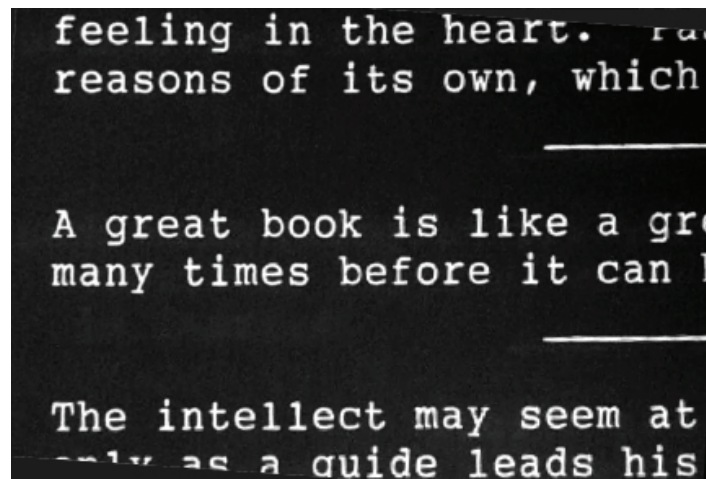 feeling in the heart.
reasons of its own, which
A great book is like a
many times before it can
The intellect may seem at
only as a guide leads his